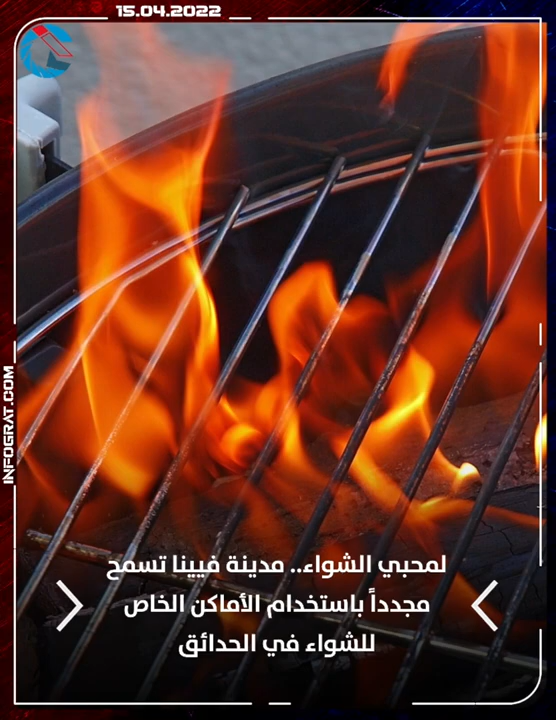 15.04.2022
INFOGRAT.COM
لمحبي الشواء.. مدينة فيينا تسمح
مجدداً باستخدام الأماكن الخاص
للشواء في الحدائق